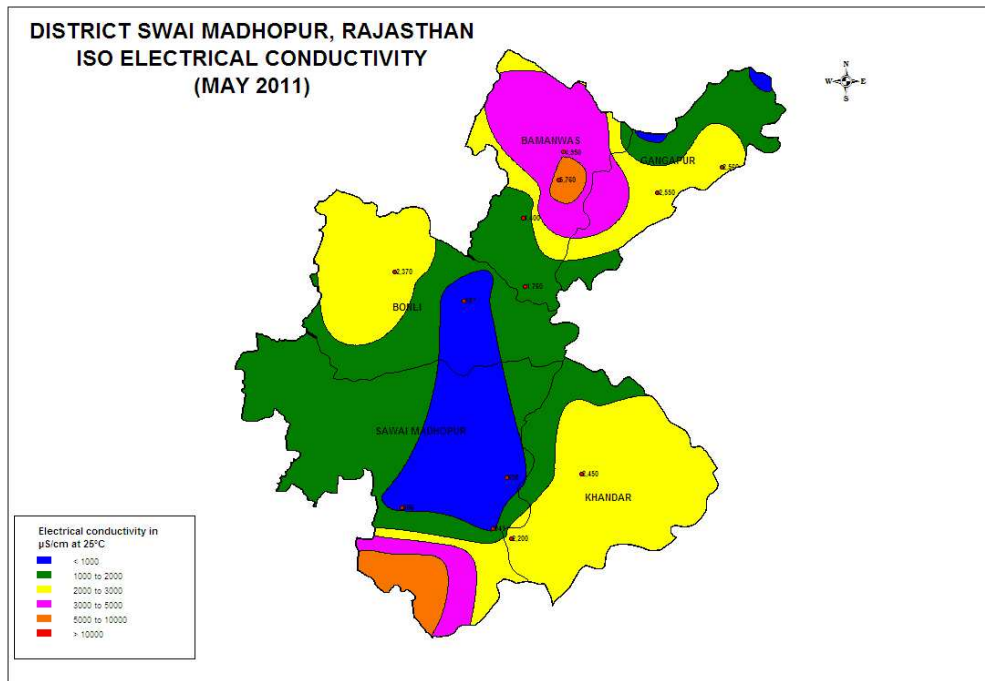 DISTRICT SWAI MADHOPUR, RAJASTHAN
ISO ELECTRICAL CONDUCTIVITY
(MAY 2011)
N
W E
S
BAMANWAS
GANGAPUR
2,550
2,370
BONLI
SAWAI MADHOPUR
2,450
KHANDAR
2,200
Electrical conductivity in
µS/cm at 25°C
< 1000
1000 to 2000
2000 to 3000
3000 to 5000
5000 to 10000
> 10000